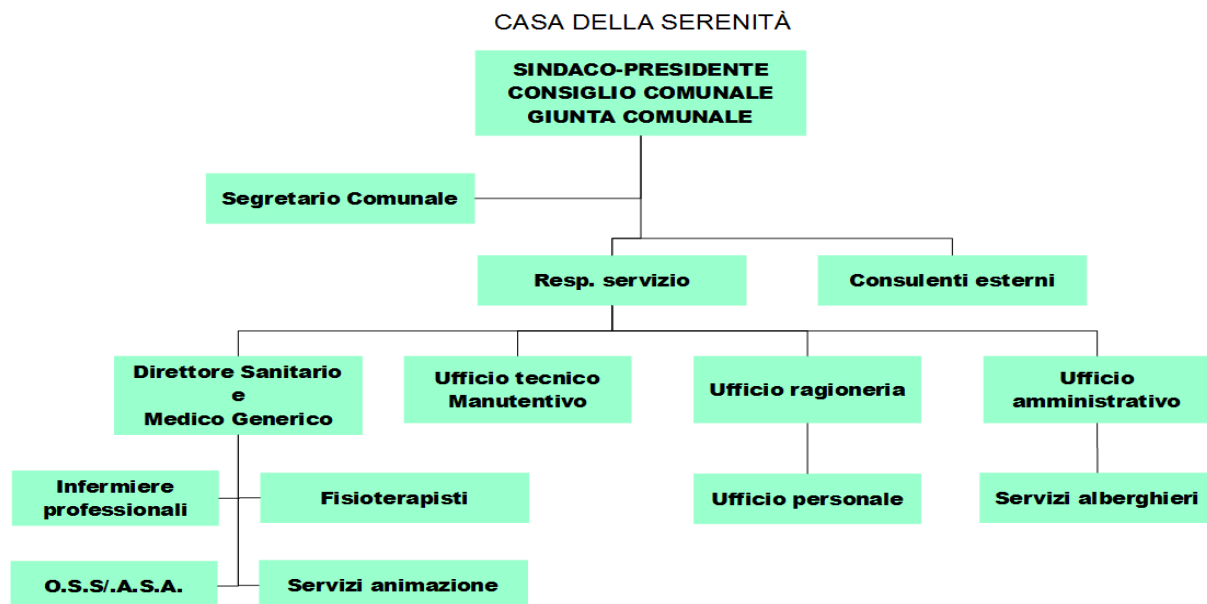 CASA DELLA SERENITÀ
SINDACO-PRESIDENTE
CONSIGLIO COMUNALE
GIUNTA COMUNALE
Segretario Comunale
Resp. servizio
Consulenti esterni
Direttore Sanitario
e
Medico Generico
Ufficio tecnico
Manutentivo
Ufficio ragioneria
Ufficio
amministrativo
Infermiere
professionali
Fisioterapisti
Ufficio personale
Servizi alberghieri
O.S.S/.A.S.A.
Servizi animazione